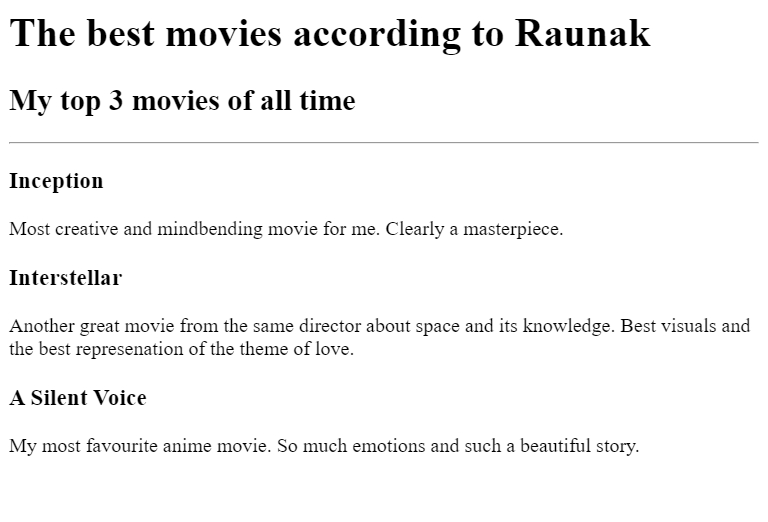 The best movies according to Raunak
My top 3 movies of all time
Inception
Most creative and mindbending movie for me. Clearly a masterpiece.
Interstellar
Another great movie from the same director about space and its knowledge. Best visuals and
the best represenation of the theme of love.
A Silent Voice
My most favourite anime movie. So much emotions and such a beautiful story.